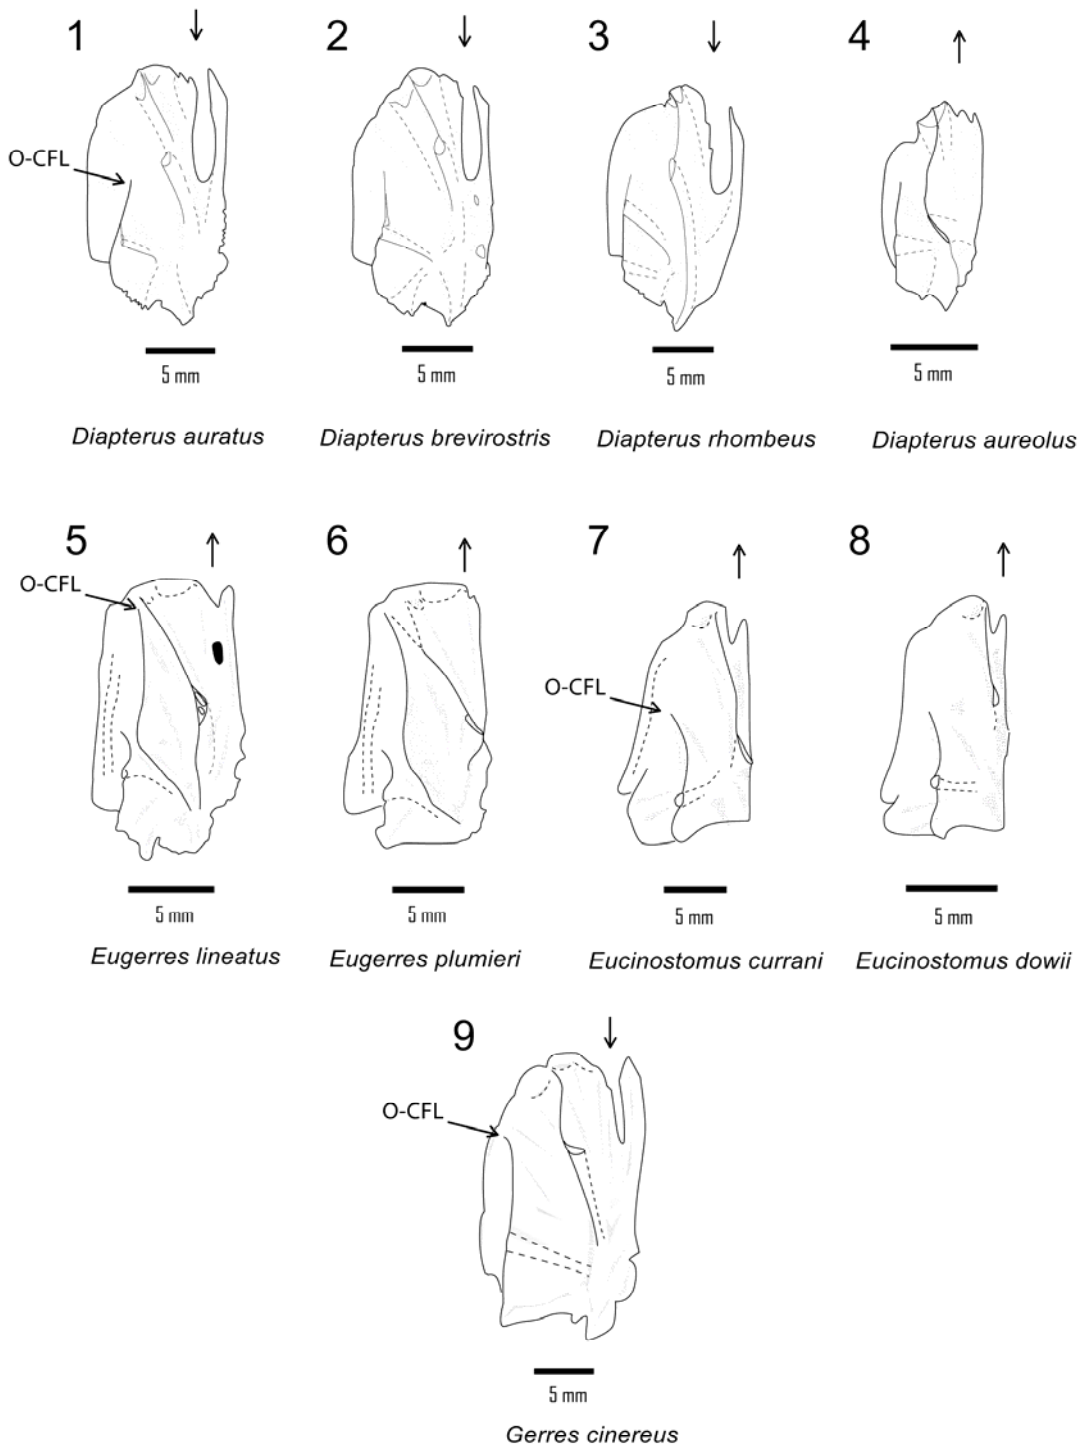 1 2 3 4
O-CFL
5 mm 5 mm 5 mm 5 mm
Diapterus auratus Diapterus brevirostris Diapterus rhombeus Diapterus aureolus
5 6 7 8
O-CFL
O-CFL
5 mm 5 mm 5 mm 5 mm
Eugerres lineatus Eugerres plumieri Eucinostomus currani Eucinostomus dowii
9
O-CFL
5 mm
Gerres cinereus